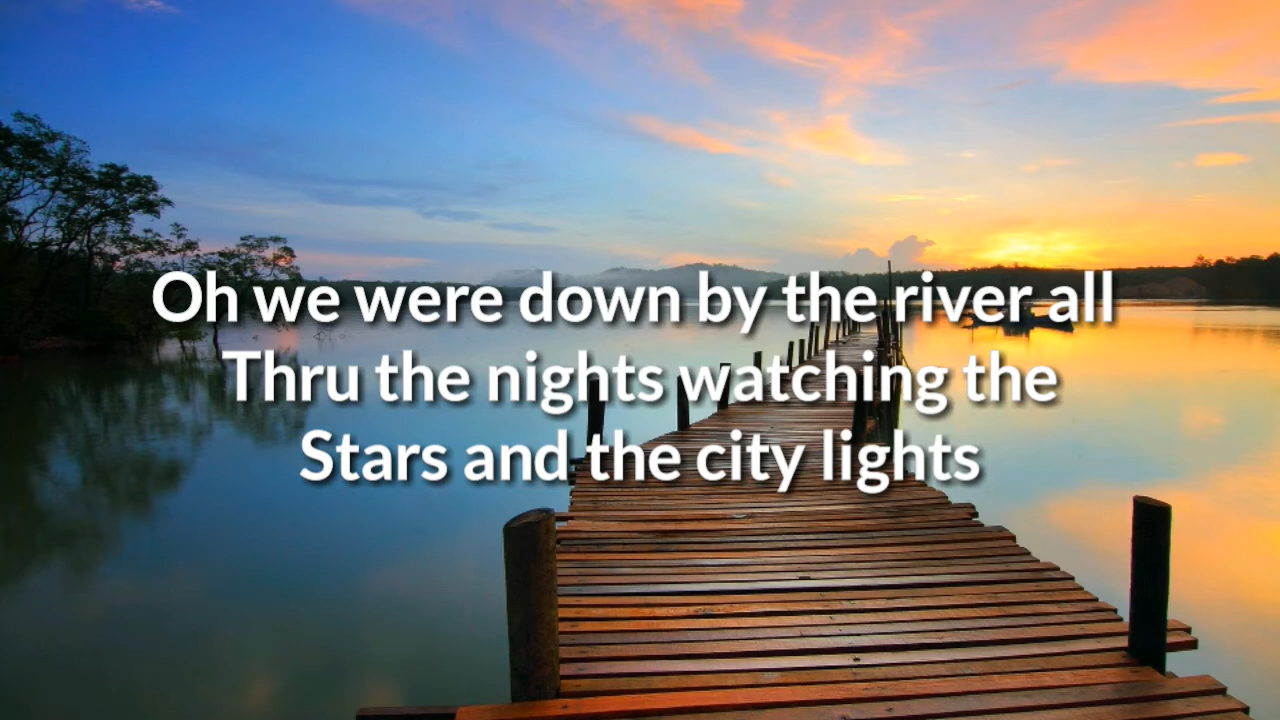 Oh we were down by the river all
Thru the nights watching the
Stars and the city lights